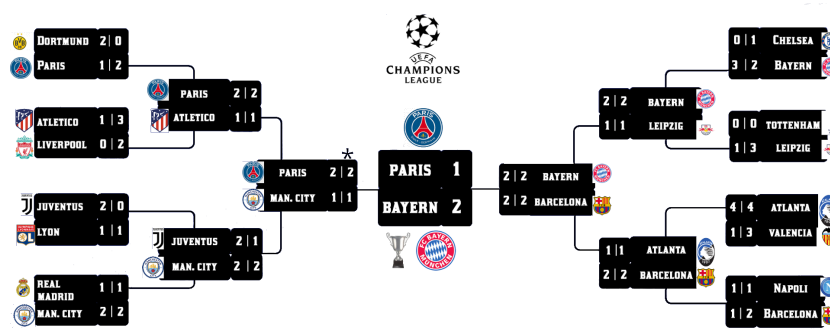 UEFA
CHAMPIONS
LEAGUE
DORTMUND 2|0
PARIS 1|2
ATLETICO 1|3
LIVERPOOL 0|2
JUVENTUS 2|0
LYON 1|1
REAL
MADRID 1|1
MAN. CITY 2|2
PARIS 2|2
ATLETICO 1|1
JUVENTUS 2|1
MAN. CITY 2|2
*
PARIS 2|2
MAN. CITY 1|1
PARIS
PARIS 1
BAYERN 2
FC BAYERN
MÜNCHEN
2|2 BAYERN
2|2 BARCELONA
2|2 BAYERN
1|1 LEIPZIG
1|1 ATLANTA
2|2 BARCELONA
0|1 CHELSEA
3|2 BAYERN
0|0 TOTTENHAM
1|3 LEIPZIG
4|4 ATLANTA
1|3 VALENCIA
1|1 NAPOLI
1|2 BARCELONA